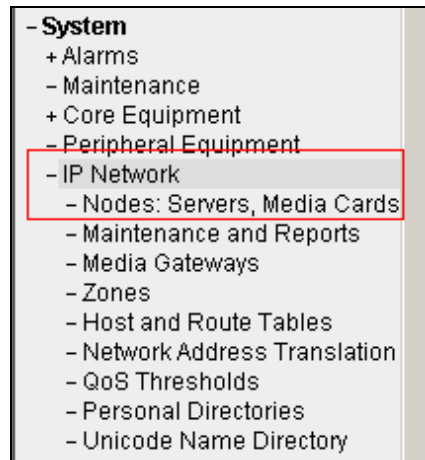 – System
+ Alarms
– Maintenance
+ Core Equipment
– Peripheral Equipment
– IP Network
– Nodes: Servers, Media Cards
– Maintenance and Reports
– Media Gateways
– Zones
– Host and Route Tables
– Network Address Translation
– QoS Thresholds
– Personal Directories
– Unicode Name Directory